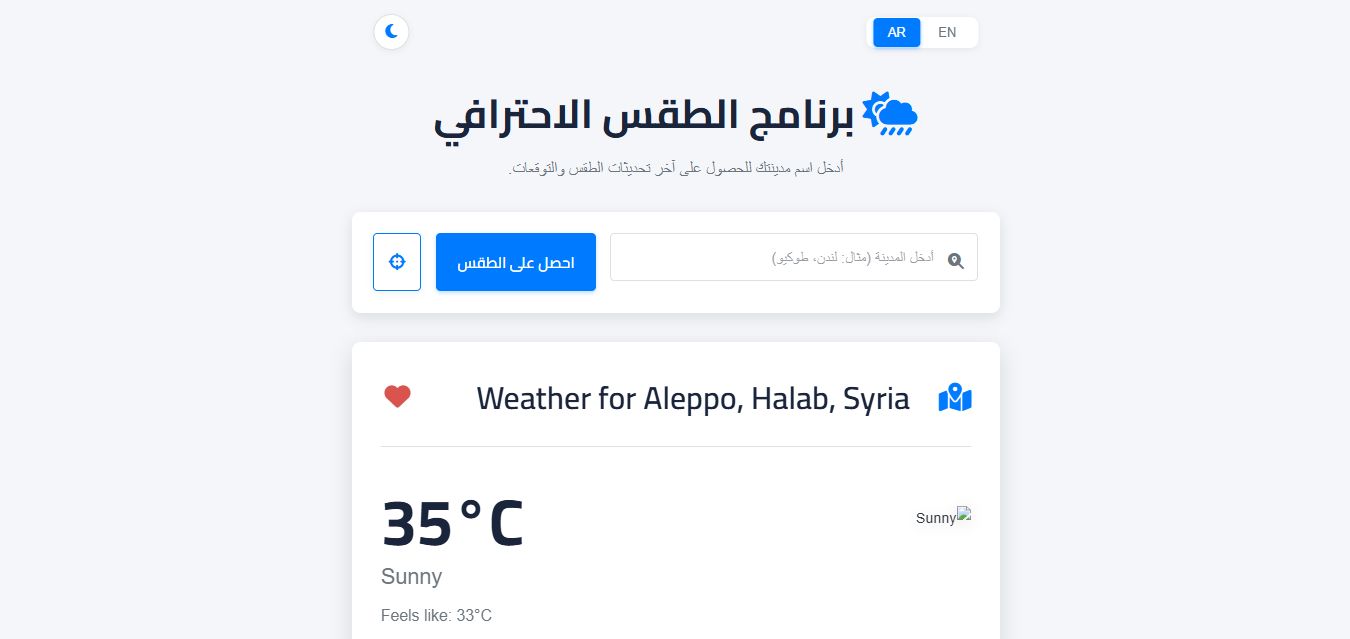 AR EN
برنامج الطقس الاحترافي
أدخل اسم مدينتك للحصول على آخر تحديثات الطقس والتوقعات.
أدخل المدينة (مثال: لندن، طوكيو)
احصل على الطقس
Weather for Aleppo, Halab, Syria
Sunny
35°C
Sunny
Feels like: 33°C